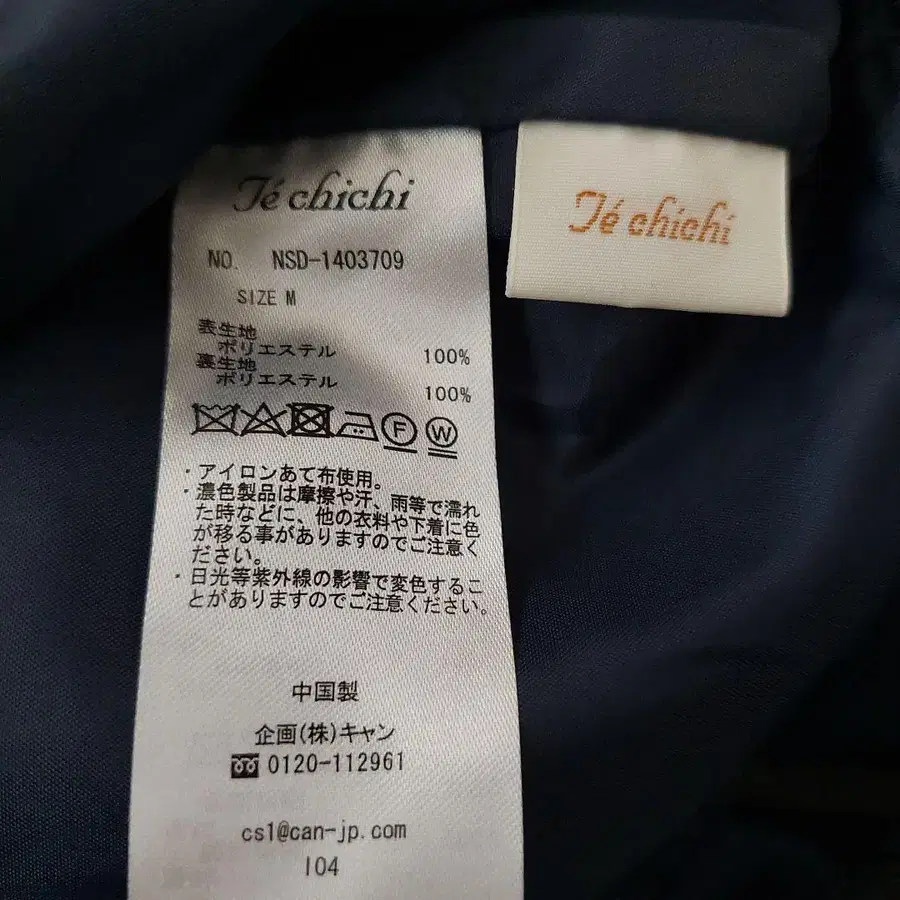 Té chichi
Té chichi
NO. NSD-1403709
SIZE M
表生地
ポリエステル 100%
裏生地
ポリエステル 100%
F W
・アイロンあて布使用。
・濃色製品は摩擦や汗、雨等で濡れ
た時などに、他の衣料や下着に色
が移る事がありますのでご注意く
ださい。
・日光等紫外線の影響で変色するこ
とがありますのでご注意ください。
中国製
企画(株)キャン
0120-112961
cs1@can-jp.com
104